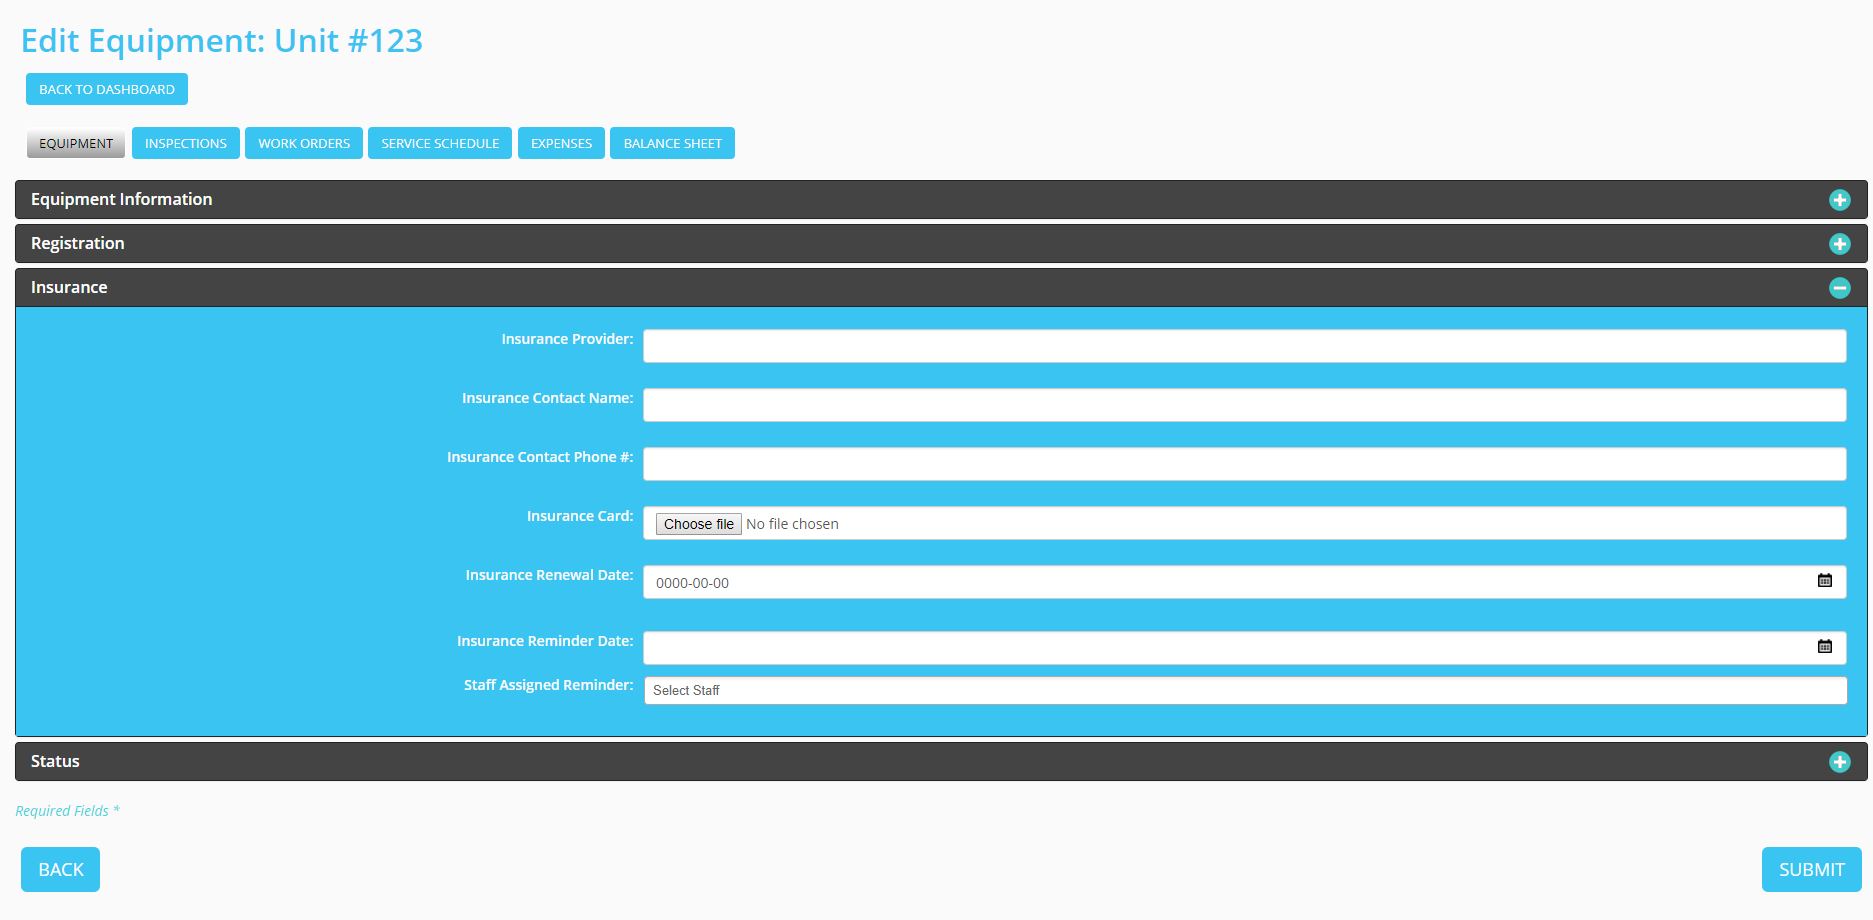 Edit Equipment: Unit #123
BACK TO DASHBOARD
EQUIPMENT INSPECTIONS WORK ORDERS SERVICE SCHEDULE EXPENSES BALANCE SHEET
Equipment Information
Registration
Insurance
Insurance Provider:
Insurance Contact Name:
Insurance Contact Phone #:
Insurance Card: Choose file No file chosen
Insurance Renewal Date: 0000-00-00
Insurance Reminder Date:
Staff Assigned Reminder: Select Staff
Status
Required Fields *
BACK SUBMIT